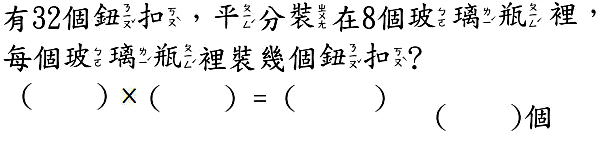 有32個鈕扣，平分裝在8個玻璃瓶裡，
每個玻璃瓶裡裝幾個鈕扣？
（　　）×（　　）＝（　　）
（　　）個